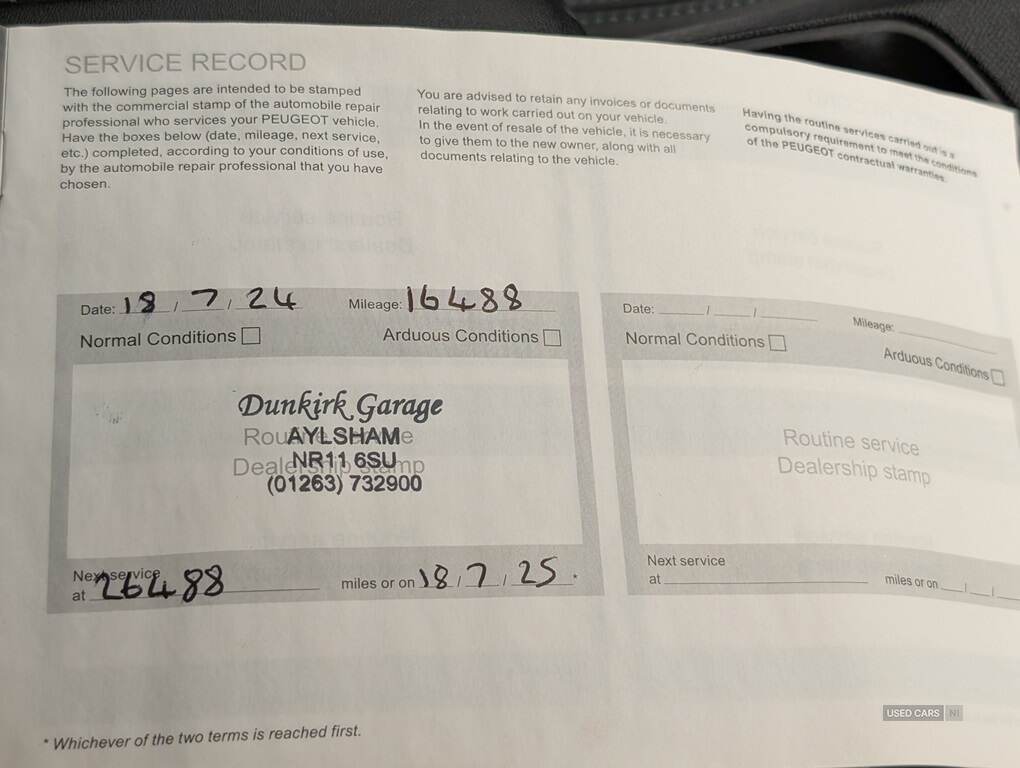 SERVICE RECORD
The following pages are intended to be stamped
with the commercial stamp of the automobile repair
professional who services your PEUGEOT vehicle.
Have the boxes below (date, mileage, next service,
etc.) completed, according to your conditions of use,
by the automobile repair professional that you have
chosen.
You are advised to retain any invoices or documents
relating to work carried out on your vehicle.
In the event of resale of the vehicle, it is necessary
to give them to the new owner, along with all
documents relating to the vehicle.
Having the routine services carried out is a
compulsory requirement to meet the conditions
of the PEUGEOT contractual warranties.
Date: 18 / 7 / 24 Mileage: 16488
Normal Conditions Arduous Conditions
Dunkirk Garage
AYLSHAM
NR11 6SU
(01263) 732900
Routine service
Dealership stamp
Next service
at 26488 miles or on 18 / 7 / 25 *
Date: / / Mileage:
Normal Conditions Arduous Conditions
Routine service
Dealership stamp
Next service
at miles or on / /
* Whichever of the two terms is reached first.
USED CARS NI